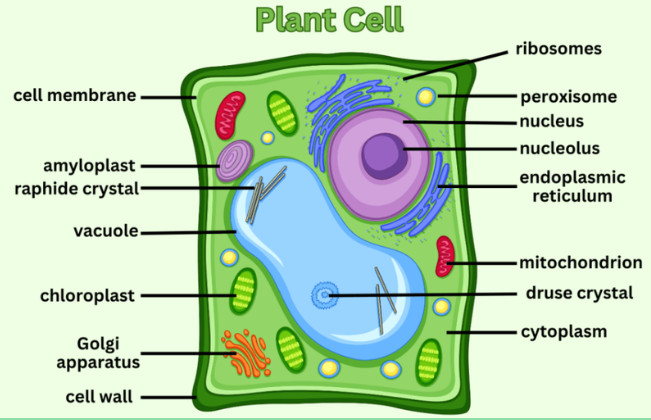 Plant Cell
cell membrane
amyloplast
raphide crystal
vacuole
chloroplast
Golgi
apparatus
cell wall
ribosomes
peroxisome
nucleus
nucleolus
endoplasmic
reticulum
mitochondrion
druse crystal
cytoplasm